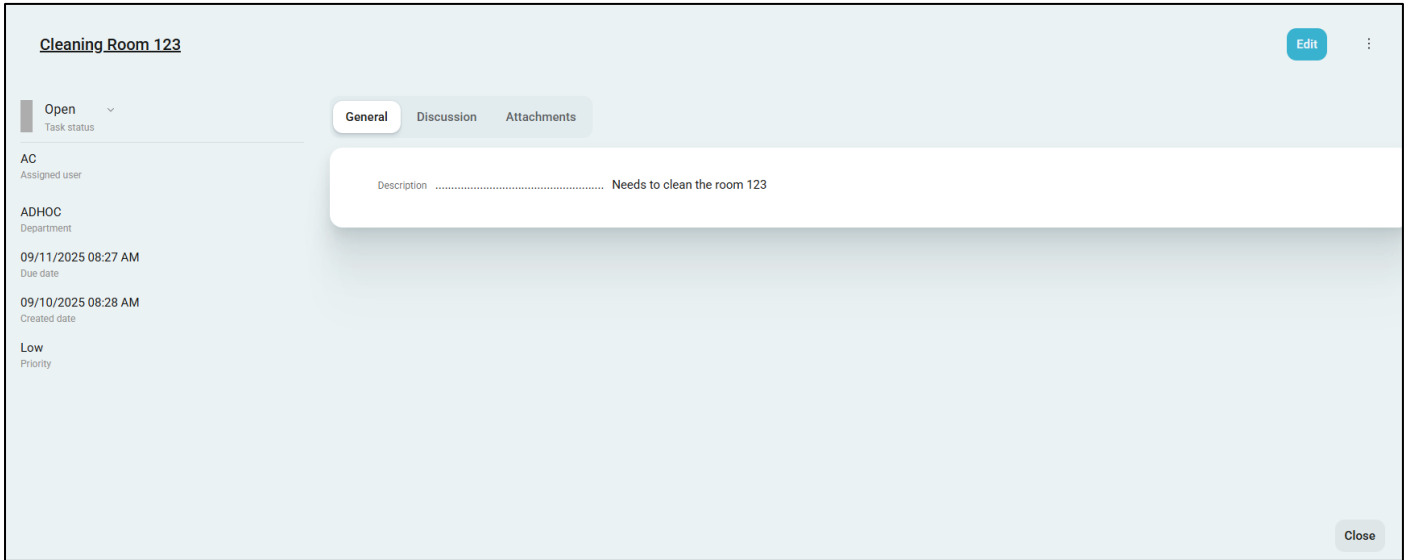 Cleaning Room 123
Edit
Open
Task status
AC
Assigned user
ADHOC
Department
09/11/2025 08:27 AM
Due date
09/10/2025 08:28 AM
Created date
Low
Priority
General Discussion Attachments
Description ........................................................ Needs to clean the room 123
Close